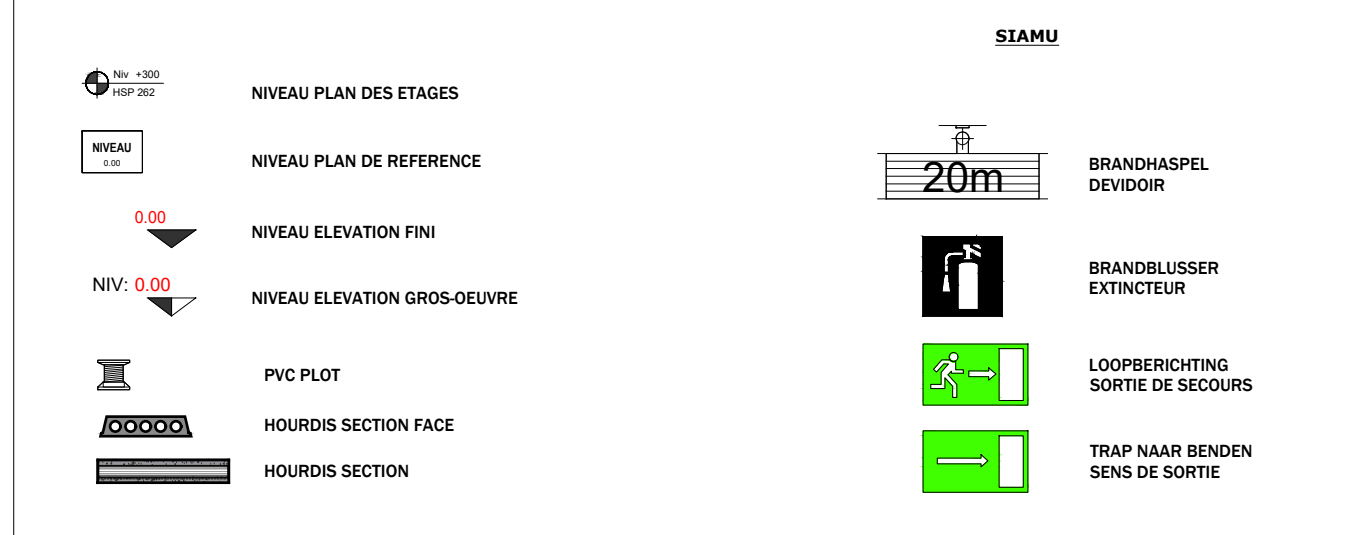 SIAMU
Niv +300
HSP 262
NIVEAU PLAN DES ETAGES
NIVEAU
0.00
NIVEAU PLAN DE REFERENCE
0.00
NIVEAU ELEVATION FINI
NIV: 0.00
NIVEAU ELEVATION GROS-OEUVRE
PVC PLOT
HOURDIS SECTION FACE
HOURDIS SECTION
20m
BRANDHASPEL
DEVIDOIR
BRANDBLUSSER
EXTINCTEUR
LOOPBERICHTING
SORTIE DE SECOURS
TRAP NAAR BENDEN
SENS DE SORTIE